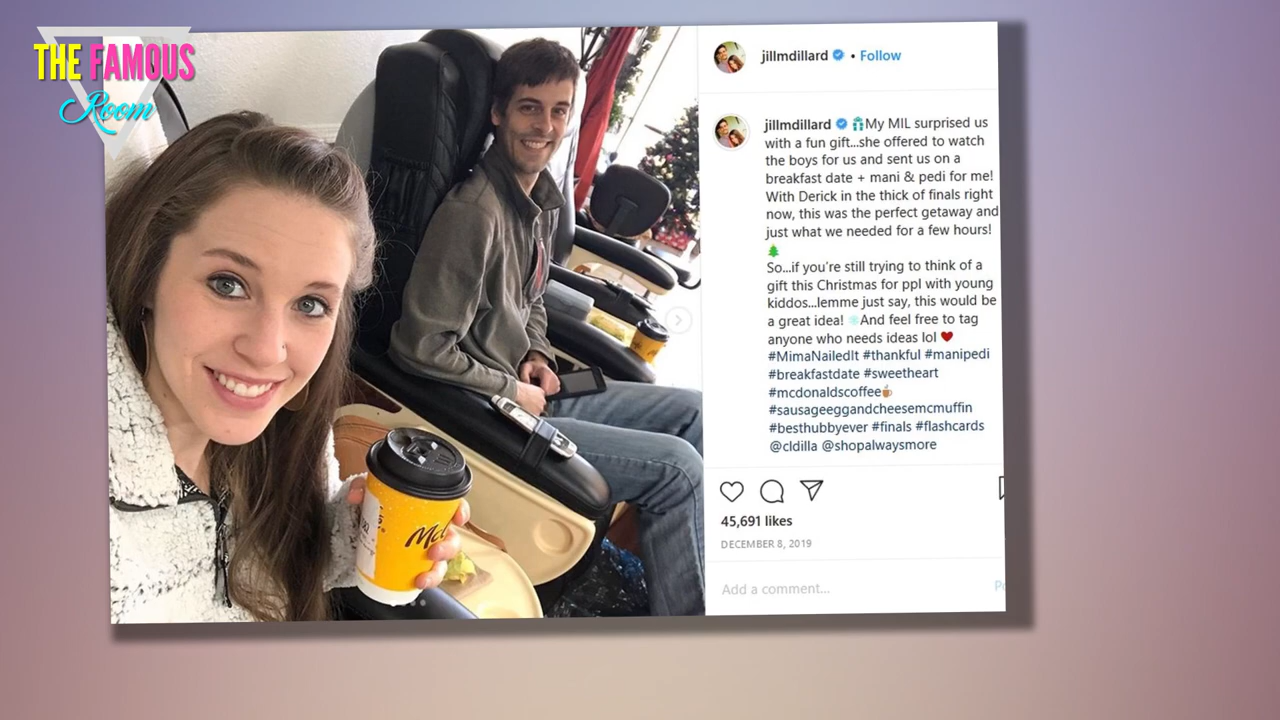 THE FAMOUS
Room
jillmdillard • Follow
jillmdillard My MIL surprised us
with a fun gift...she offered to watch
the boys for us and sent us on a
breakfast date + mani & pedi for me!
With Derick in the thick of finals right
now, this was the perfect getaway and
just what we needed for a few hours!
🌲
So...if you're still trying to think of a
gift this Christmas for ppl with young
kiddos...lemme just say, this would be
a great idea! And feel free to tag
anyone who needs ideas lol ❤
#MimaNailedIt #thankful #manipedi
#breakfastdate #sweetheart
#mcdonaldscoffee☕
#sausageeggandcheesemcmuffin
#besthubbyever #finals #flashcards
@cldilla @shopalwaysmore
45,691 likes
DECEMBER 8, 2019
Add a comment...